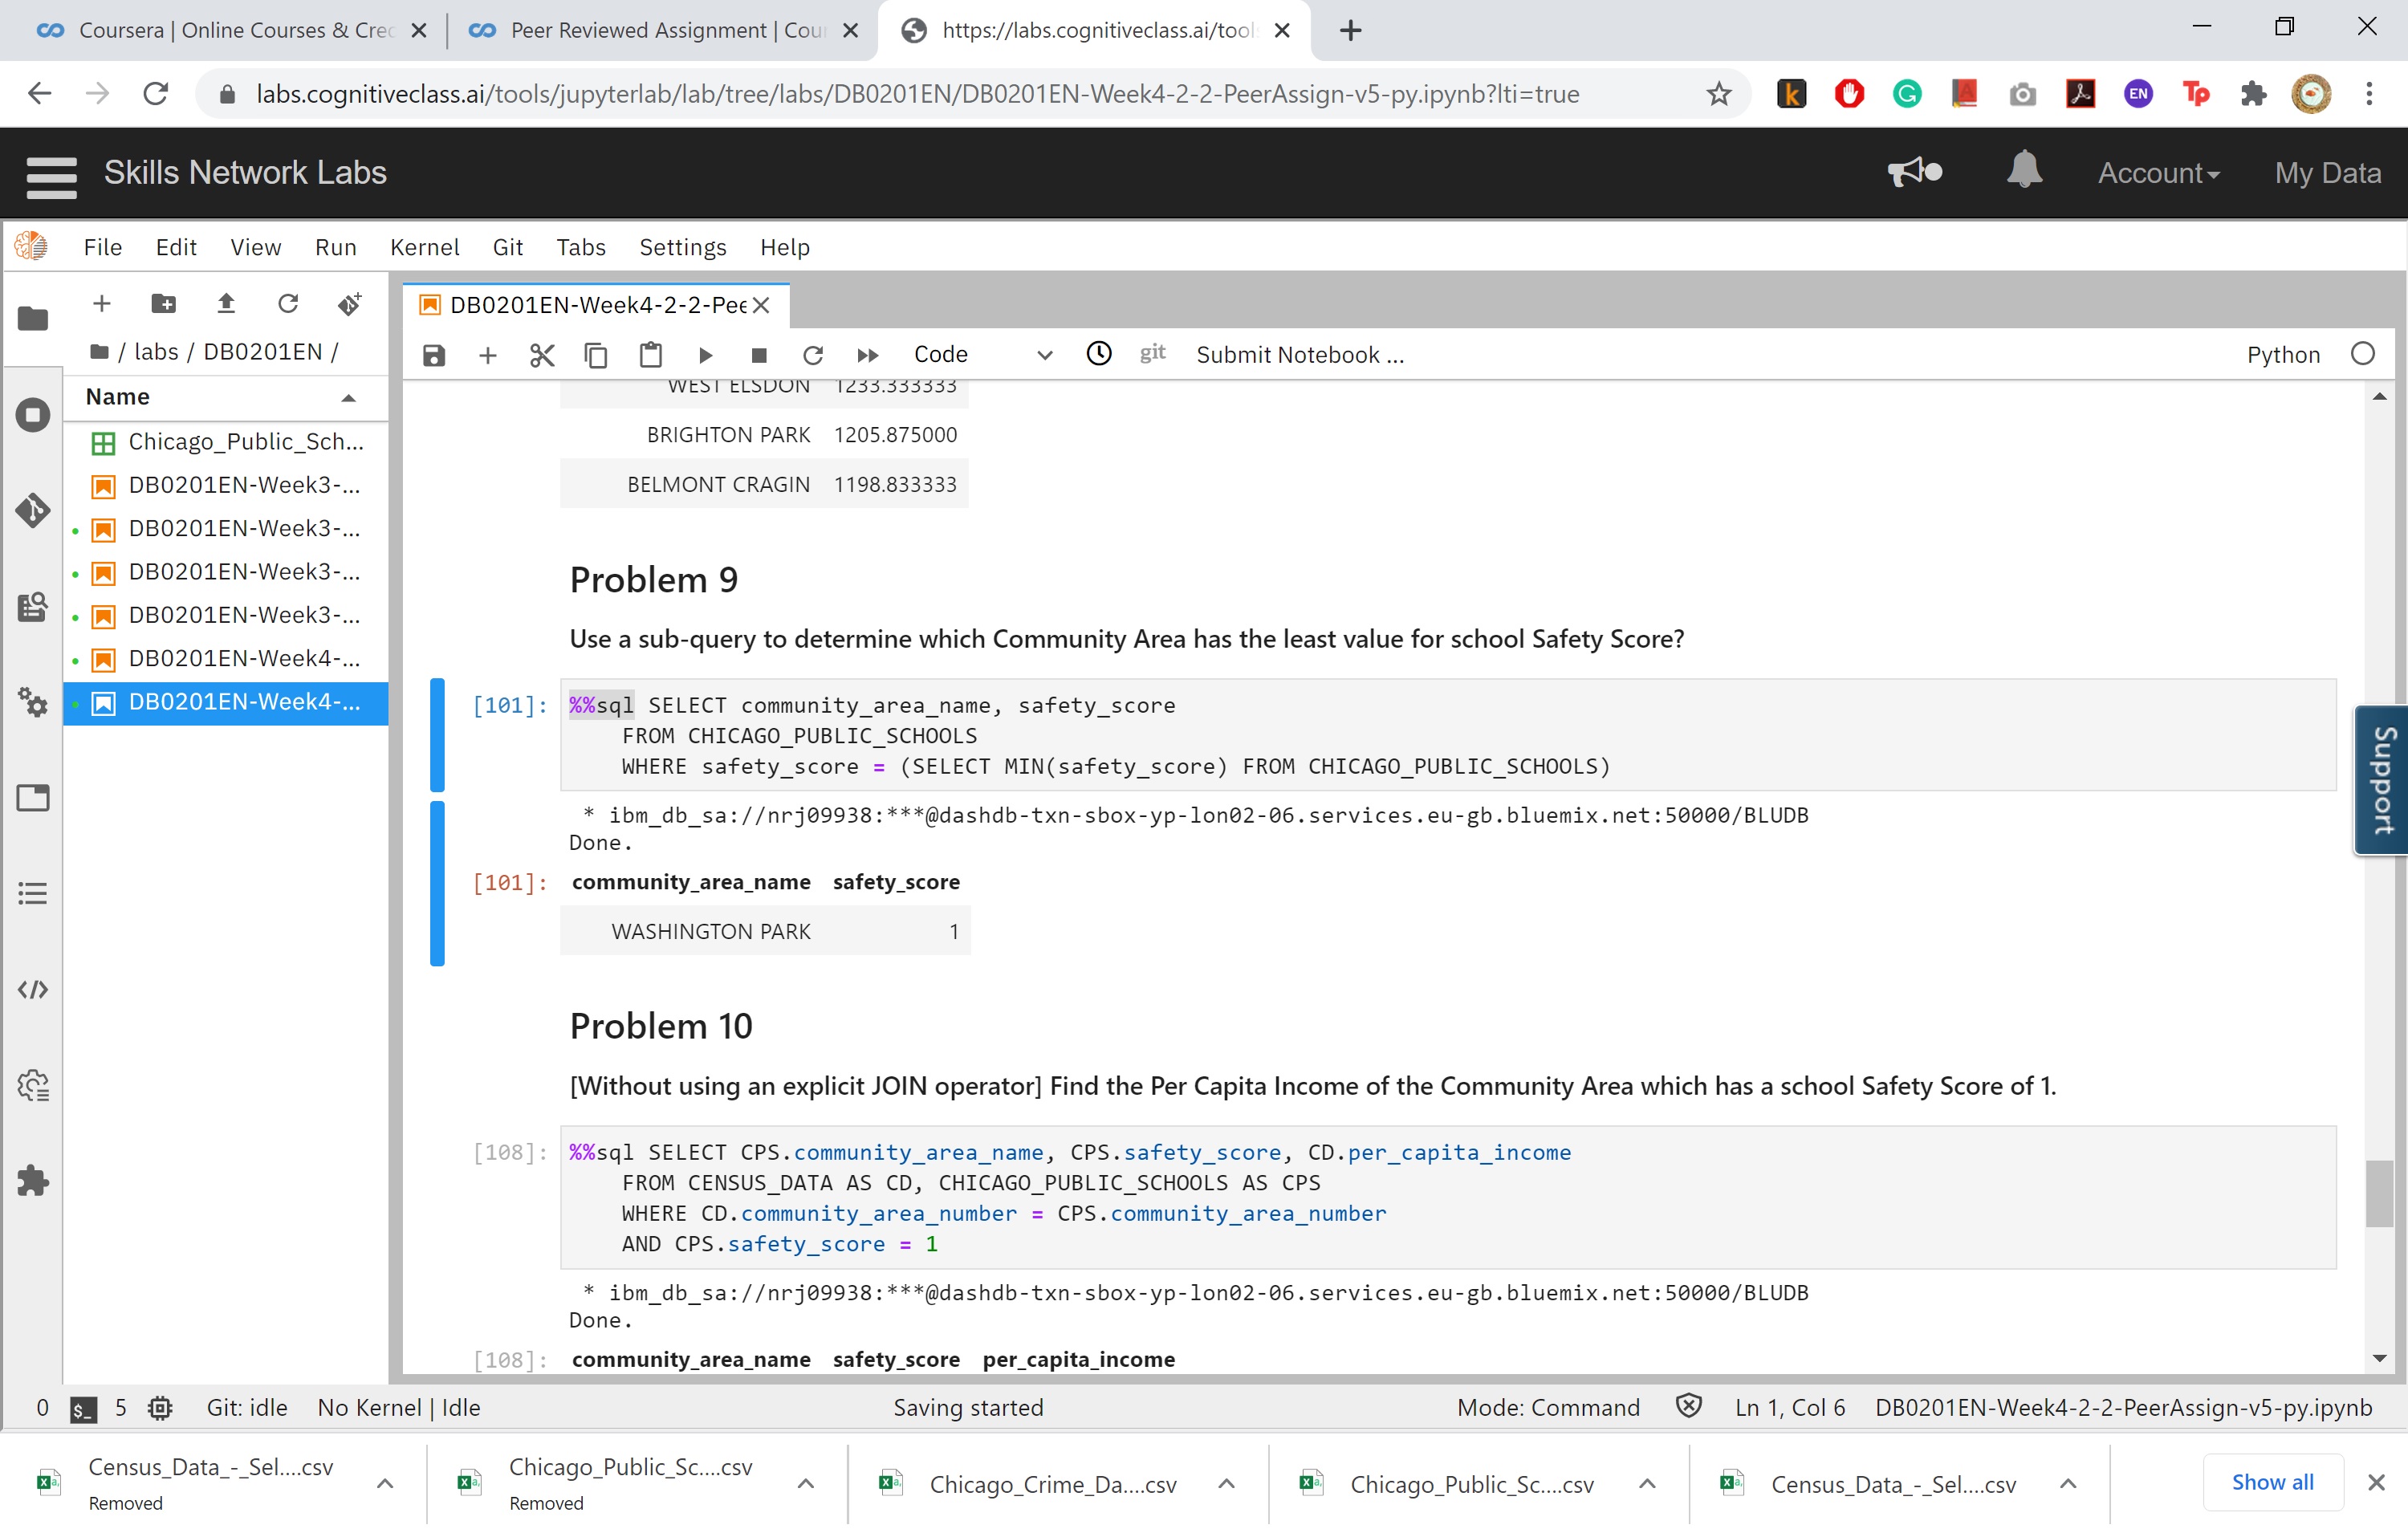 Coursera | Online Courses & Cred
Peer Reviewed Assignment | Cour
https://labs.cognitiveclass.ai/tools
labs.cognitiveclass.ai/tools/jupyterlab/lab/tree/labs/DB0201EN/DB0201EN-Week4-2-2-PeerAssign-v5-py.ipynb?lti=true
k
G
A
EN
Tp
Skills Network Labs
Account
My Data
File Edit View Run Kernel Git Tabs Settings Help
/ labs / DB0201EN /
DB0201EN-Week4-2-2-Pee
Code
git
Submit Notebook ...
Python
Name
Chicago_Public_Sch...
DB0201EN-Week3-...
DB0201EN-Week3-...
DB0201EN-Week3-...
DB0201EN-Week3-...
DB0201EN-Week4-...
DB0201EN-Week4-...
WEST ELSDON 1233.333333
BRIGHTON PARK 1205.875000
BELMONT CRAGIN 1198.833333
Problem 9
Use a sub-query to determine which Community Area has the least value for school Safety Score?
[101]: %%sql SELECT community_area_name, safety_score
FROM CHICAGO_PUBLIC_SCHOOLS
WHERE safety_score = (SELECT MIN(safety_score) FROM CHICAGO_PUBLIC_SCHOOLS)
* ibm_db_sa://nrj09938:***@dashdb-txn-sbox-yp-lon02-06.services.eu-gb.bluemix.net:50000/BLUDB
Done.
[101]: community_area_name safety_score
WASHINGTON PARK 1
Problem 10
[Without using an explicit JOIN operator] Find the Per Capita Income of the Community Area which has a school Safety Score of 1.
[108]: %%sql SELECT CPS.community_area_name, CPS.safety_score, CD.per_capita_income
FROM CENSUS_DATA AS CD, CHICAGO_PUBLIC_SCHOOLS AS CPS
WHERE CD.community_area_number = CPS.community_area_number
AND CPS.safety_score = 1
* ibm_db_sa://nrj09938:***@dashdb-txn-sbox-yp-lon02-06.services.eu-gb.bluemix.net:50000/BLUDB
Done.
[108]: community_area_name safety_score per_capita_income
Support
0 $_ 5 Git: idle No Kernel | Idle Saving started Mode: Command Ln 1, Col 6 DB0201EN-Week4-2-2-PeerAssign-v5-py.ipynb
Census_Data_-_Sel....csv
Removed
Chicago_Public_Sc....csv
Removed
Chicago_Crime_Da....csv
Chicago_Public_Sc....csv
Census_Data_-_Sel....csv
Show all